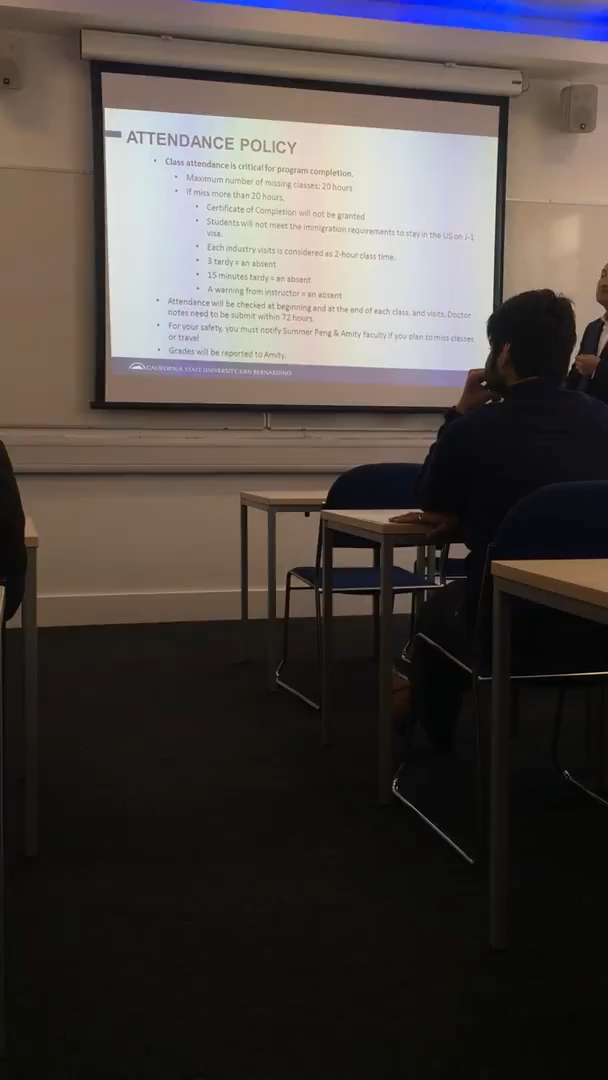 ATTENDANCE POLICY
Class attendance is critical for program completion.
Maximum number of missing classes: 20 hours
If miss more than 20 hours,
Certificate of Completion will not be granted
Students will not meet the immigration requirements to stay in the US on J-1
visa.
Each industry visits is considered as 2-hour class time.
3 tardy = an absent
15 minutes tardy = an absent
A warning from instructor = an absent
Attendance will be checked at beginning and at the end of each class, and visits, Doctor
notes need to be submit within 72 hours.
For your safety, you must notify Summer Peng & Amity faculty if you plan to miss classes
or travel
Grades will be reported to Amity.
CALIFORNIA STATE UNIVERSITY, SAN BERNARDINO